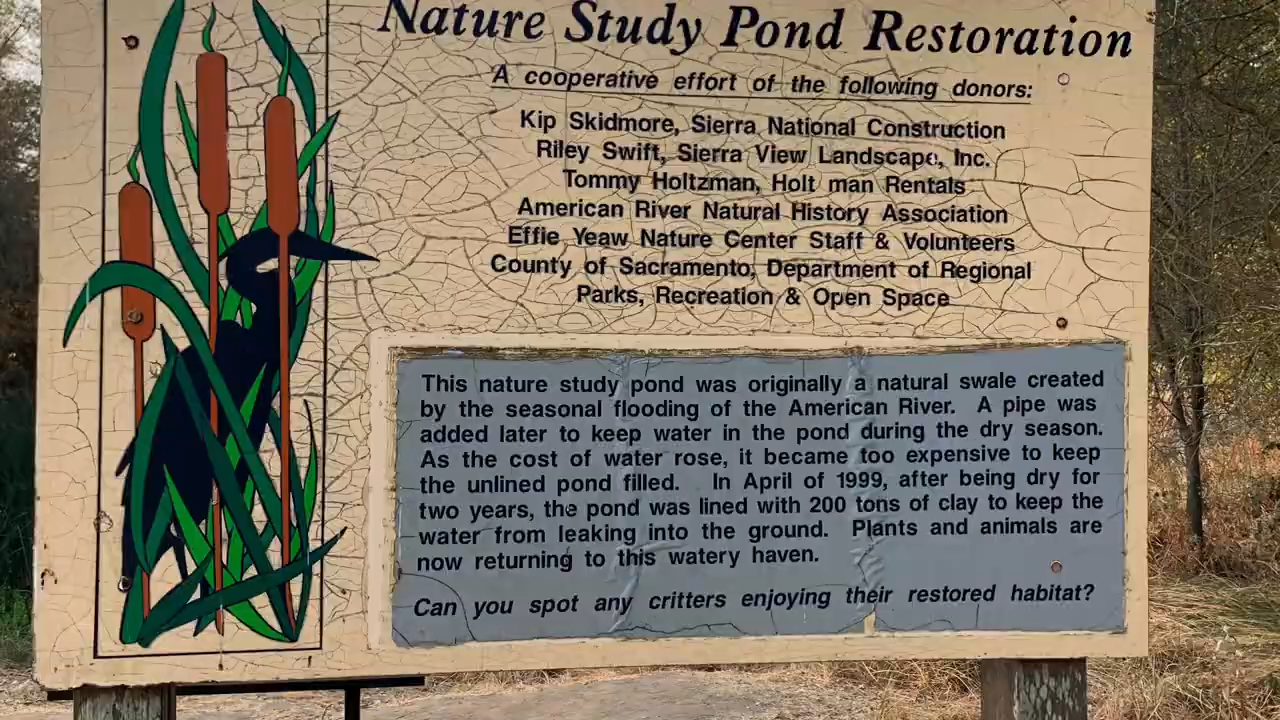 Nature Study Pond Restoration
A cooperative effort of the following donors:
Kip Skidmore, Sierra National Construction
Riley Swift, Sierra View Landscape, Inc.
Tommy Holtzman, Holt man Rentals
American River Natural History Association
Effie Yeaw Nature Center Staff & Volunteers
County of Sacramento, Department of Regional
Parks, Recreation & Open Space
This nature study pond was originally a natural swale created
by the seasonal flooding of the American River. A pipe was
added later to keep water in the pond during the dry season.
As the cost of water rose, it became too expensive to keep
the unlined pond filled. In April of 1999, after being dry for
two years, the pond was lined with 200 tons of clay to keep the
water from leaking into the ground. Plants and animals are
now returning to this watery haven.
Can you spot any critters enjoying their restored habitat?